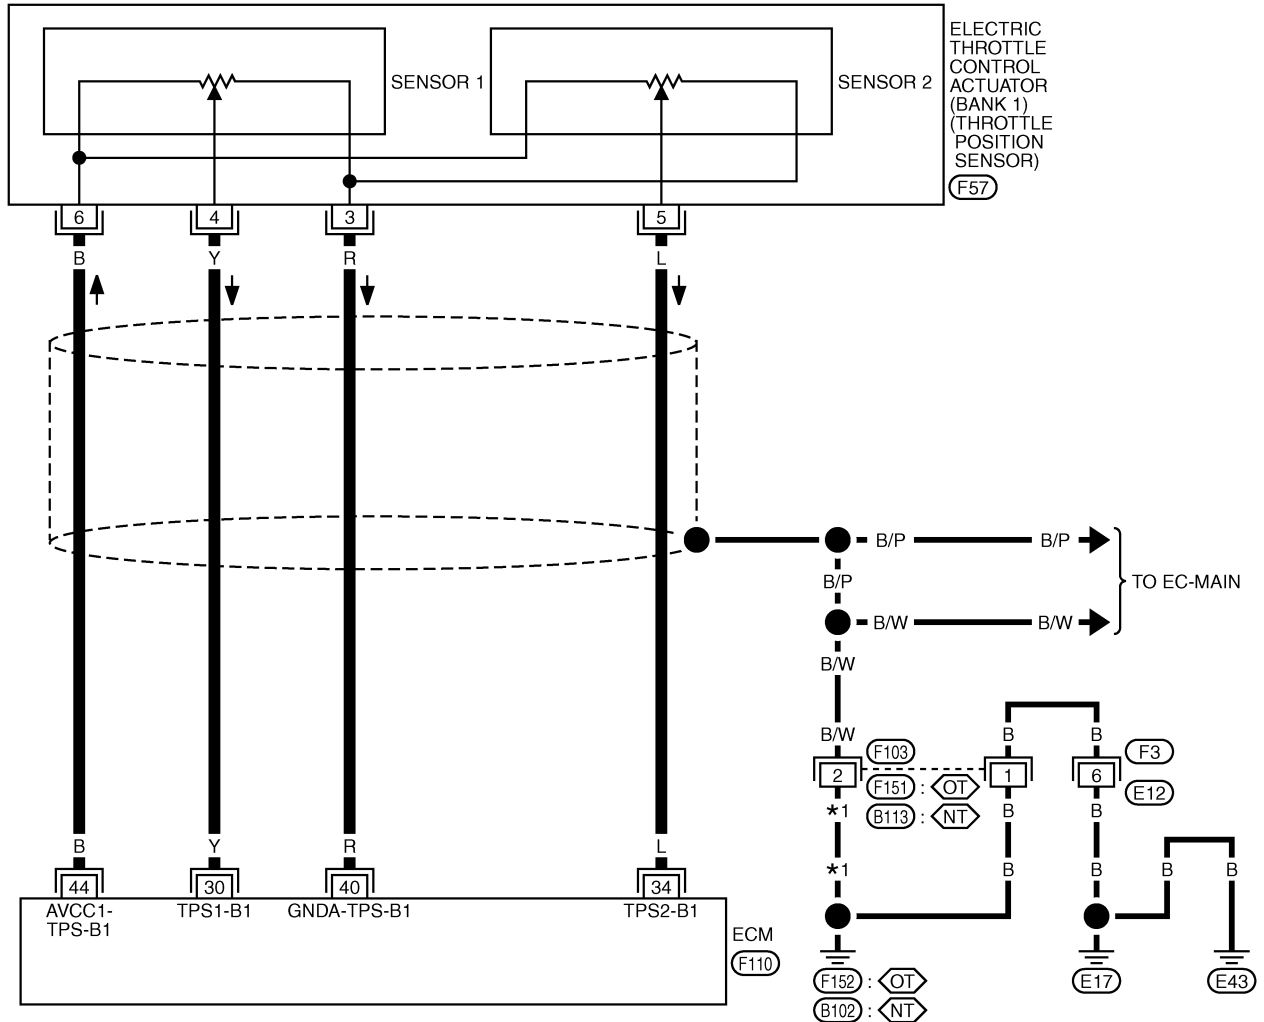 ELECTRIC
THROTTLE
CONTROL
ACTUATOR
(BANK 1)
(THROTTLE
POSITION
SENSOR)
F57
SENSOR 1
SENSOR 2
6 4 3 5
B Y R L
B/P B/P
TO EC-MAIN
B/P
B/W B/W
B/W
B/W B B
F103 F3
2 1 6
F151 : OT E12
*1 B B
B113 : NT
B Y R L
*1 B B B B
44 30 40 34
AVCC1-
TPS-B1
TPS1-B1 GNDA-TPS-B1 TPS2-B1
ECM
F110
F152 : OT E17 E43
B102 : NT